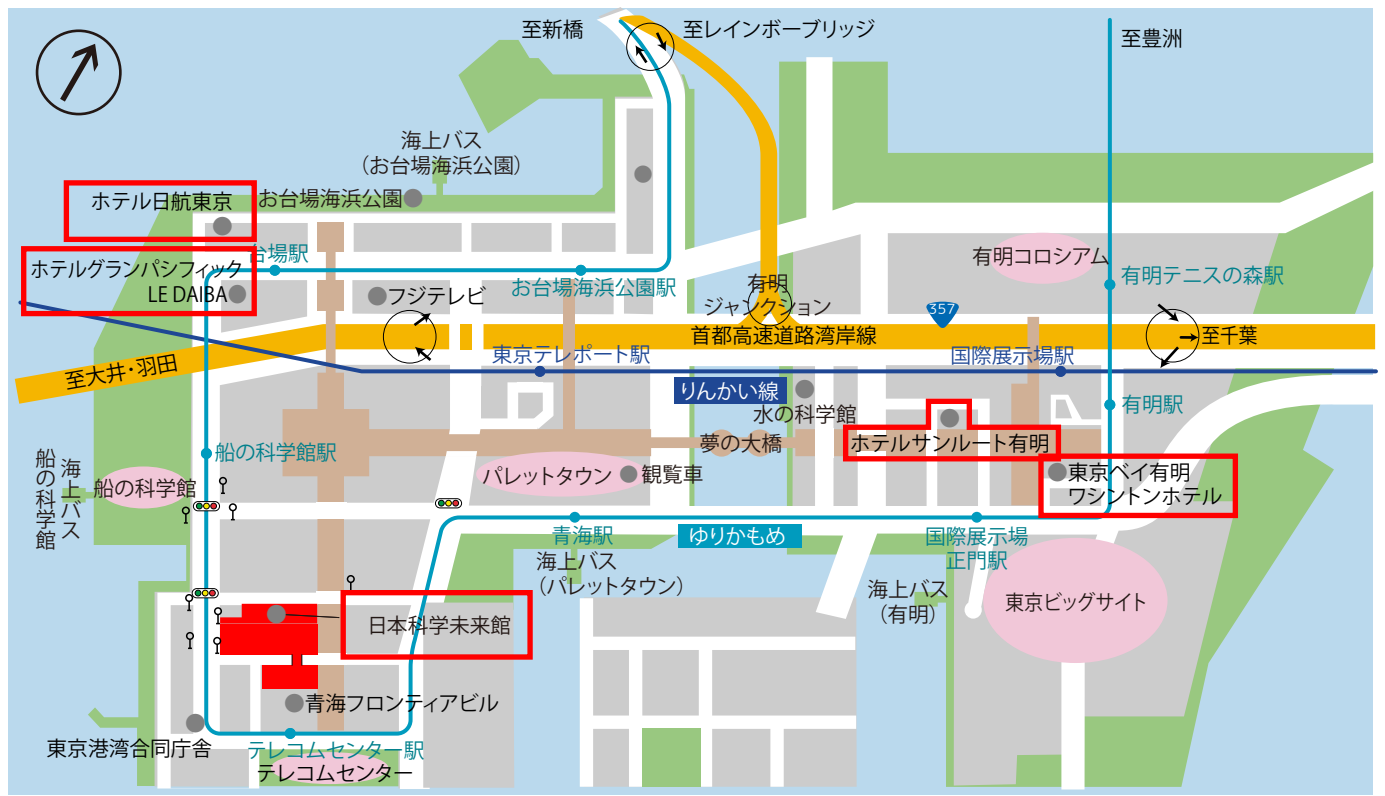 至新橋
至レインボーブリッジ
至豊洲
海上バス
（お台場海浜公園）
ホテル日航東京
お台場海浜公園
台場駅
ホテルグランパシフィック
LE DAIBA
フジテレビ
お台場海浜公園駅
有明
ジャンクション
有明コロシアム
有明テニスの森駅
357
首都高速道路湾岸線
至千葉
至大井・羽田
東京テレポート駅
国際展示場駅
りんかい線
水の科学館
有明駅
夢の大橋
ホテルサンルート有明
船の科学館駅
パレットタウン
観覧車
東京ベイ有明
ワシントンホテル
海上バス
船の科学館
船の科学館
青海駅
ゆりかもめ
国際展示場
正門駅
海上バス
（パレットタウン）
海上バス
（有明）
東京ビッグサイト
日本科学未来館
青海フロンティアビル
東京港湾合同庁舎
テレコムセンター駅
テレコムセンター